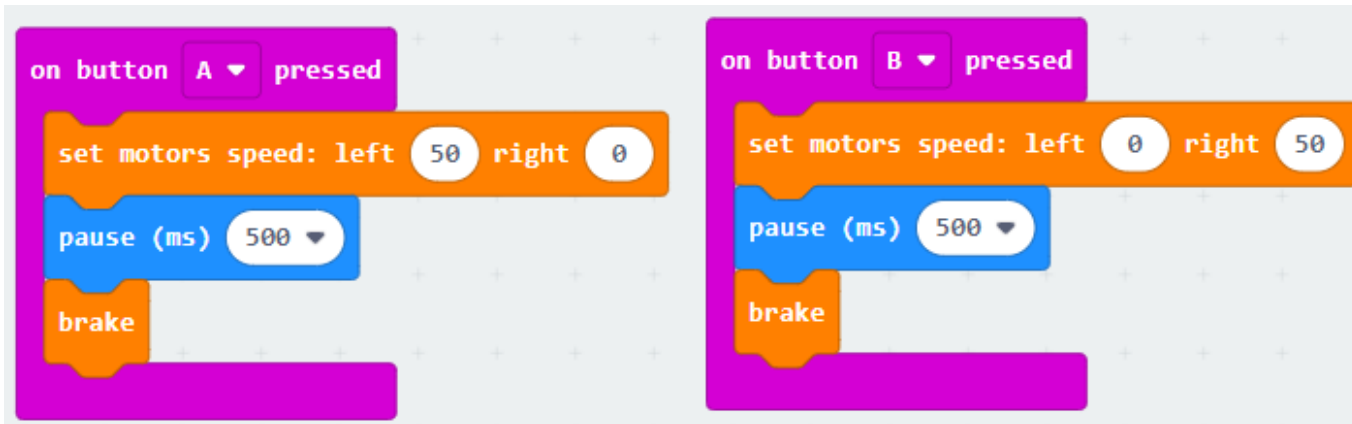 on button A pressed
set motors speed: left 50 right 0
pause (ms) 500
brake
on button B pressed
set motors speed: left 0 right 50
pause (ms) 500
brake